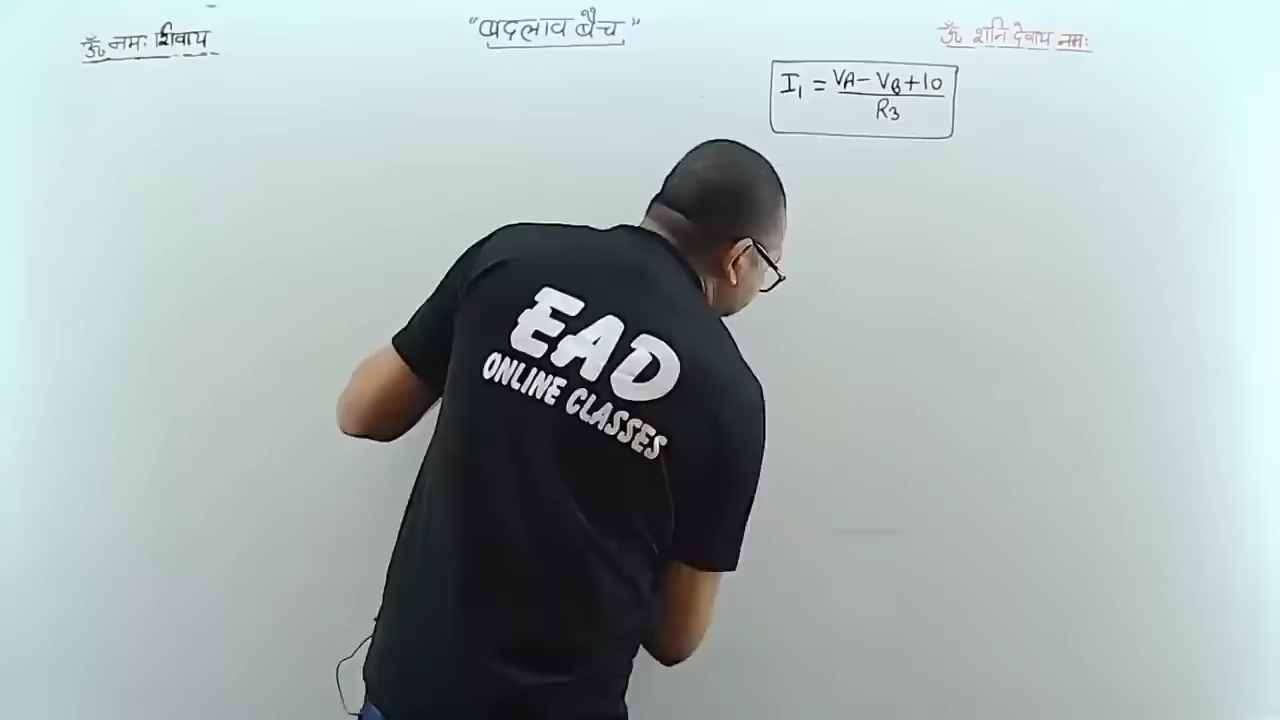 ॐ नमः शिवाय
"बदलाव बैच"
ॐ शनि देवाय नमः
I₁ = VA - VB + 10
R3
EAD
ONLINE CLASSES